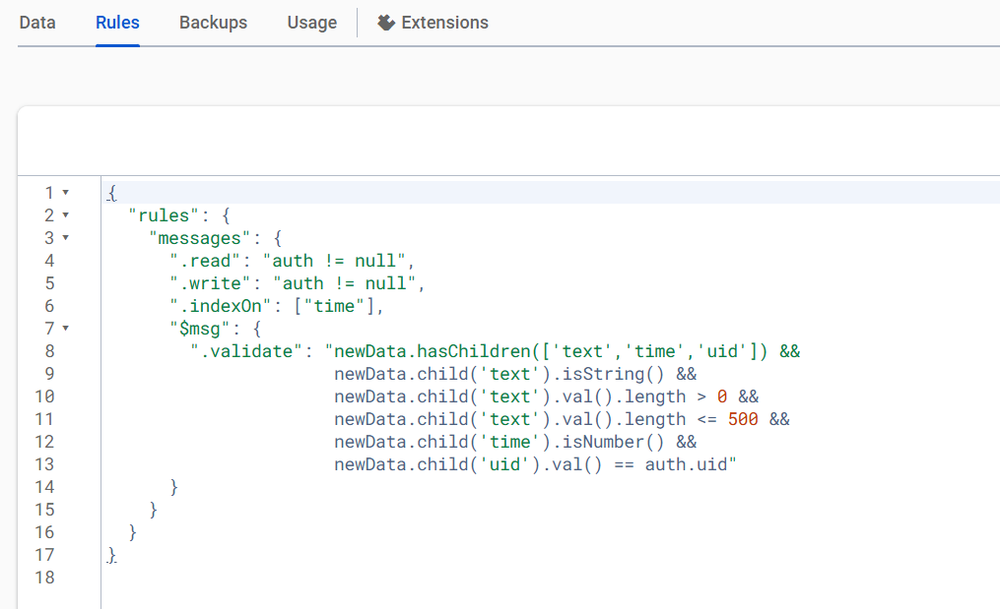 Data Rules Backups Usage Extensions
1 {
2 "rules": {
3 "messages": {
4 ".read": "auth != null",
5 ".write": "auth != null",
6 ".indexOn": ["time"],
7 "$msg": {
8 ".validate": "newData.hasChildren(['text','time','uid']) &&
9 newData.child('text').isString() &&
10 newData.child('text').val().length > 0 &&
11 newData.child('text').val().length <= 500 &&
12 newData.child('time').isNumber() &&
13 newData.child('uid').val() == auth.uid"
14 }
15 }
16 }
17 }
18